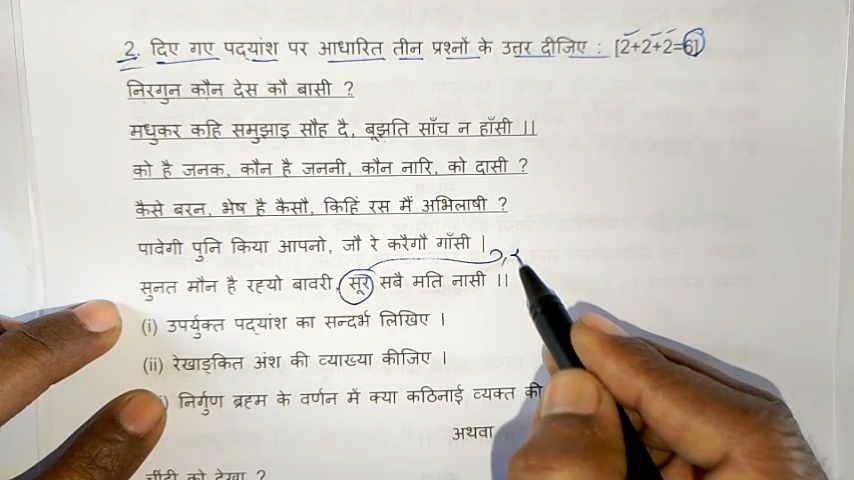 2. दिए गए पद्यांश पर आधारित तीन प्रश्नों के उत्तर दीजिए : [2+2+2=6]
निरगुन कौन देस कौ बासी ?
मधुकर कहि समुझाइ सौह दै, बूझति साँच न हाँसी ||
को है जनक, कौन है जननी, कौन नारि, को दासी ?
कैसे बरन, भेष है कैसौ, किहिं रस मैं अभिलाषी ?
पावेगी पुनि किया आपनो, जौ रे करैगौ गाँसी |
सुनत मौन है रह्यो बावरी, सूर सबै मति नासी ||
(i) उपर्युक्त पद्यांश का सन्दर्भ लिखिए |
(ii) रेखाङ्कित अंश की व्याख्या कीजिए |
) निर्गुण ब्रह्म के वर्णन में क्या कठिनाई व्यक्त की
अथवा
चींटी को देखा ?